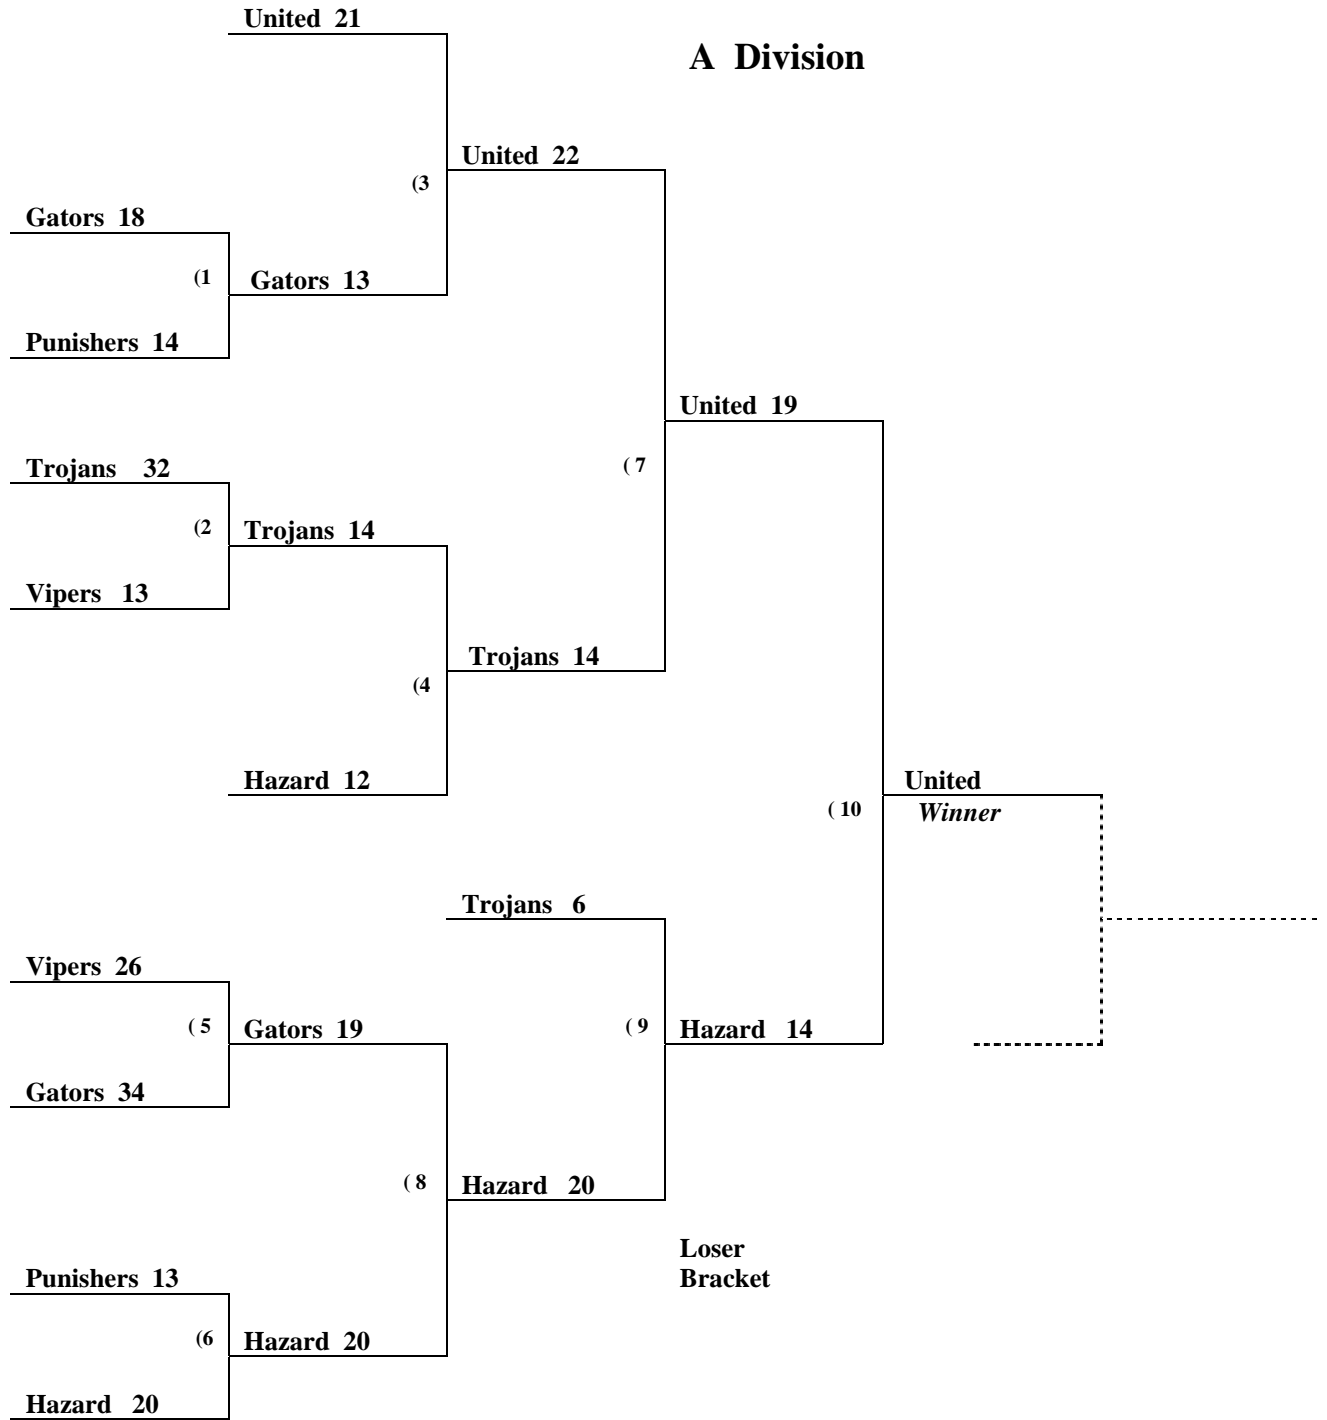 United 21
A Division
United 22
(3
Gators 18
(1
Gators 13
Punishers 14
United 19
Trojans 32
( 7
(2
Trojans 14
Vipers 13
Trojans 14
(4
Hazard 12
United
( 10
Winner
Trojans 6
Vipers 26
( 5
Gators 19
( 9
Hazard 14
Gators 34
( 8
Hazard 20
Loser
Bracket
Punishers 13
(6
Hazard 20
Hazard 20